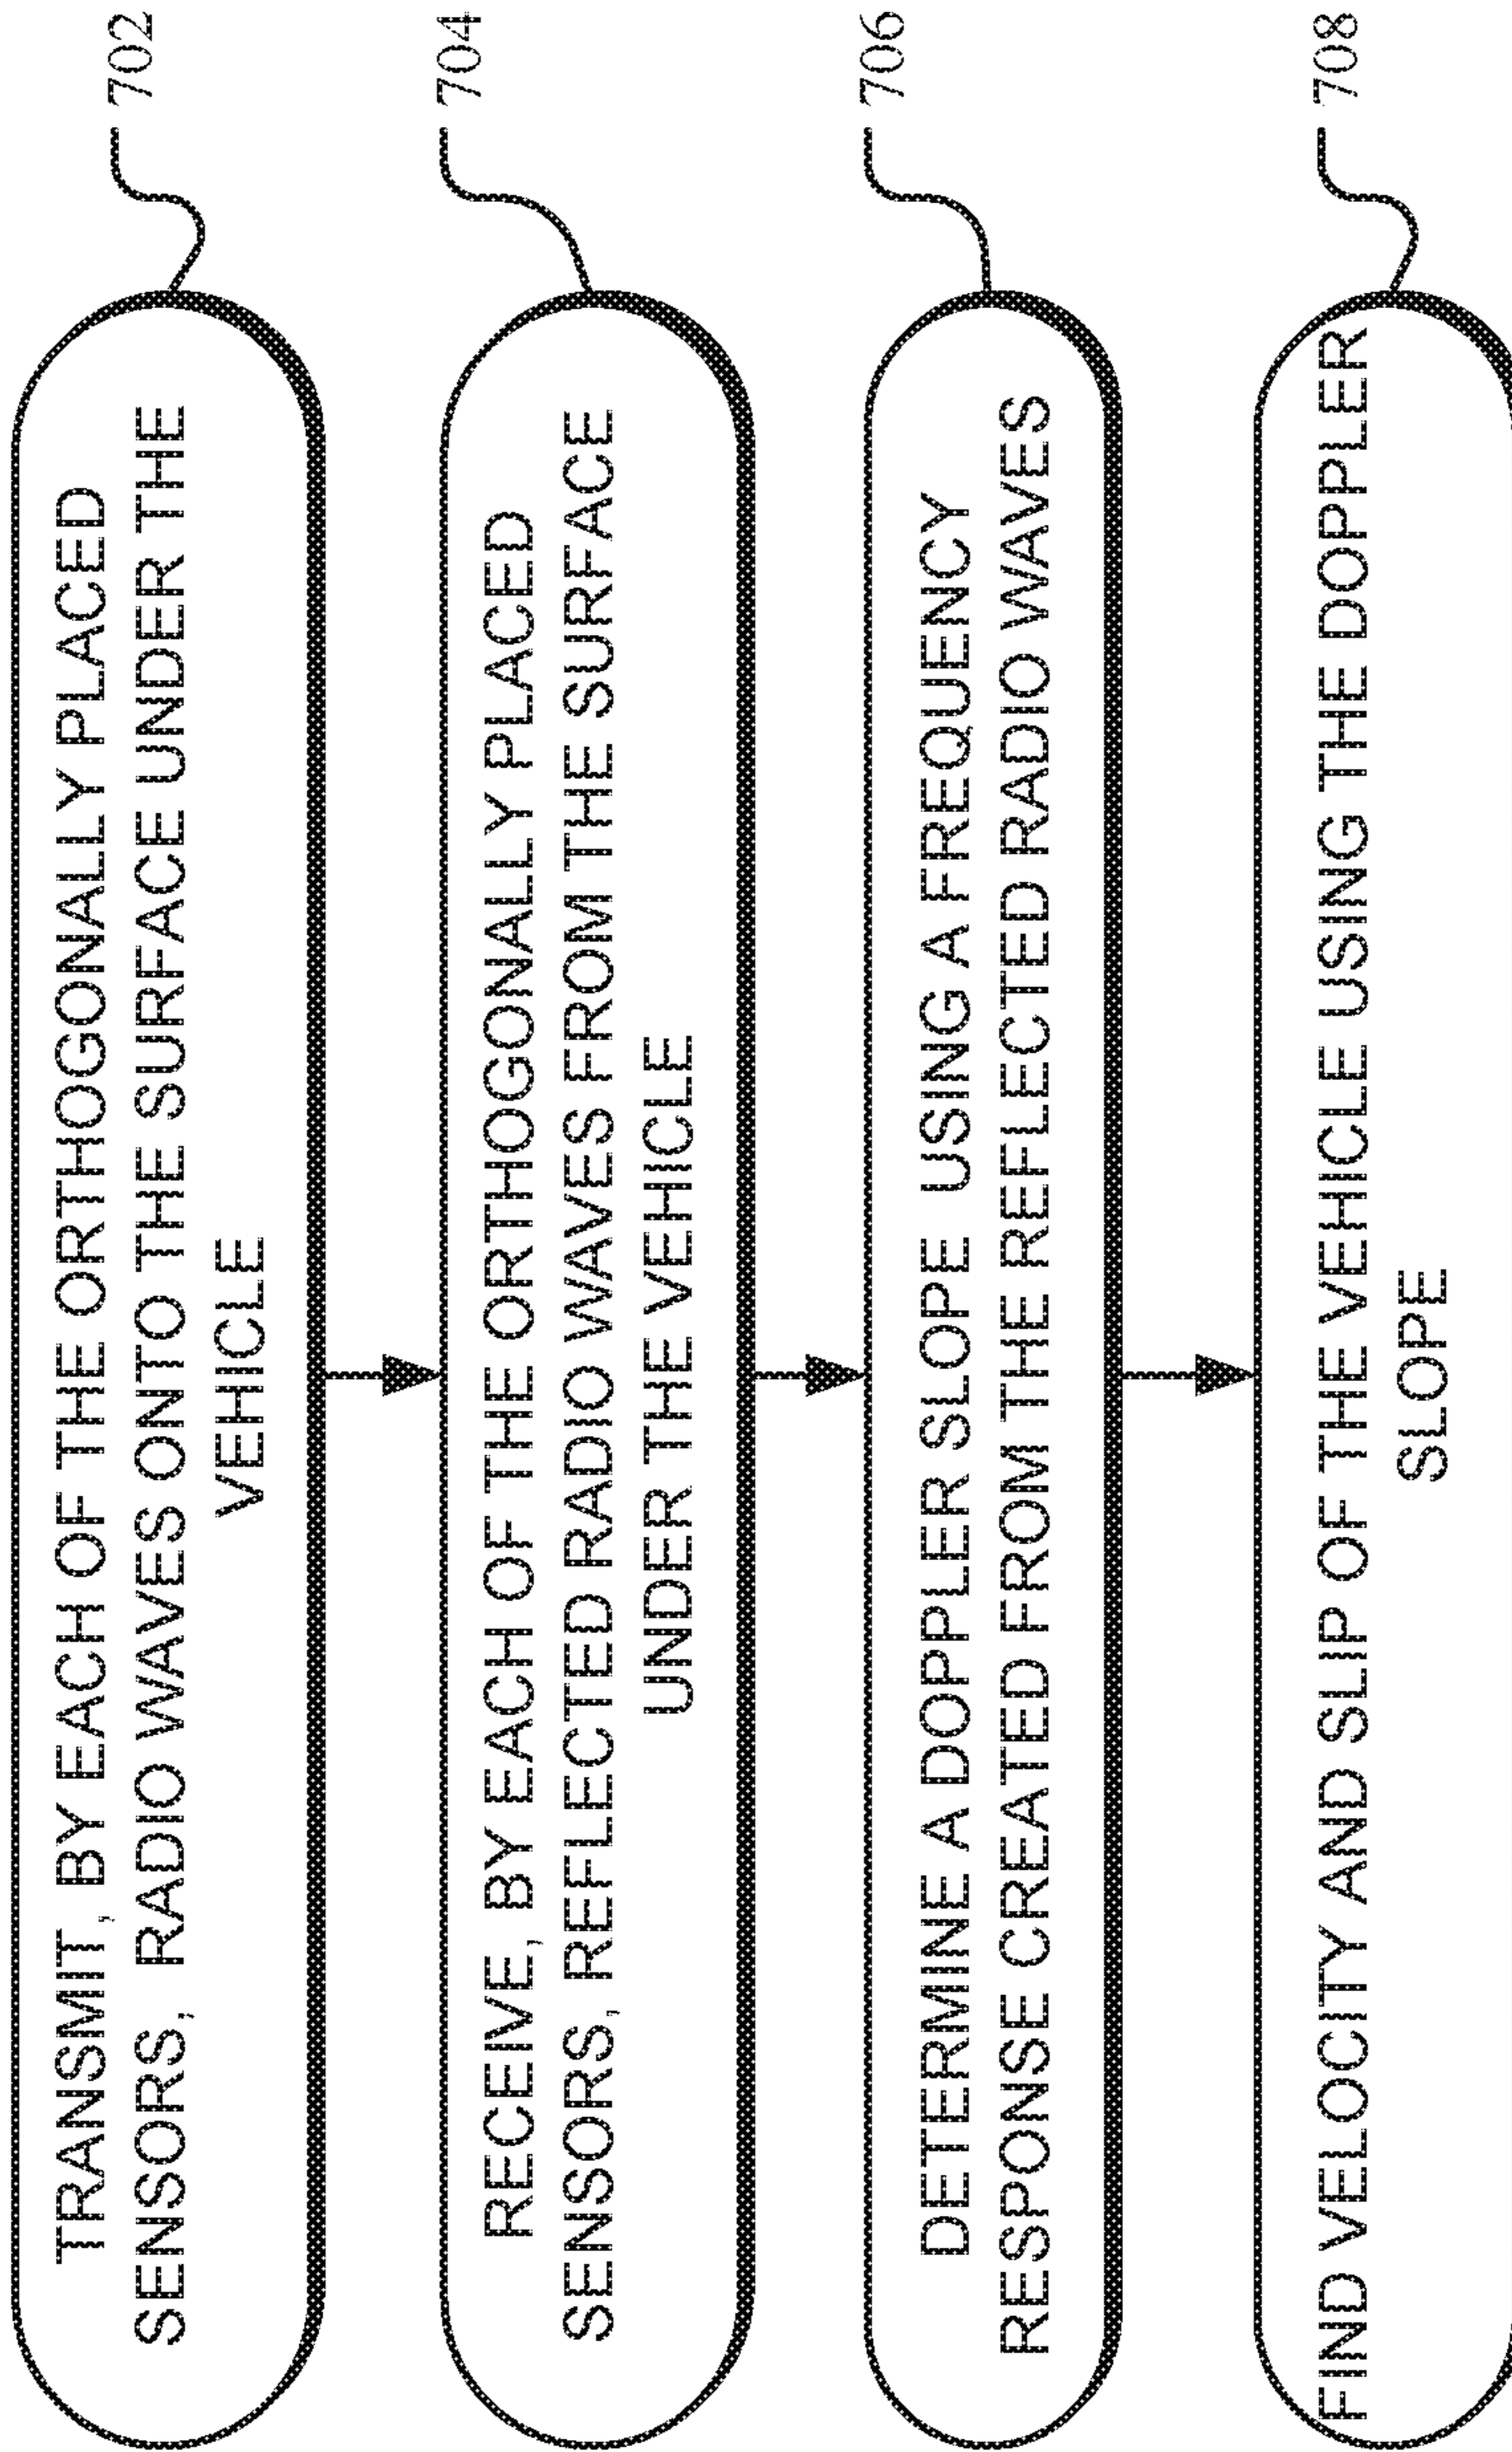 TRANSMIT, BY EACH OF THE ORTHOGONALLY PLACED
SENSORS, RADIO WAVES ONTO THE SURFACE UNDER THE
VEHICLE
702
RECEIVE, BY EACH OF THE ORTHOGONALLY PLACED
SENSORS, REFLECTED RADIO WAVES FROM THE SURFACE
UNDER THE VEHICLE
704
DETERMINE A DOPPLER SLOPE USING A FREQUENCY
RESPONSE CREATED FROM THE REFLECTED RADIO WAVES
706
FIND VELOCITY AND SLIP OF THE VEHICLE USING THE DOPPLER
SLOPE
708